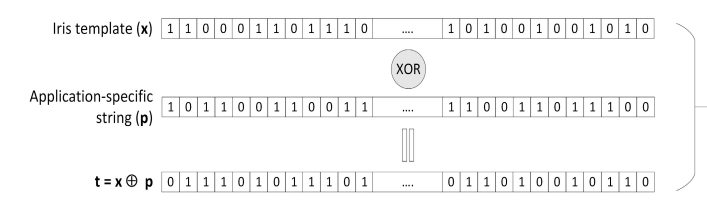 Iris template (x) 1 1 0 0 0 1 1 0 1 1 1 0 .... 1 0 1 0 0 1 0 0 1 0 1 0
XOR
Application-specific
string (p) 1 0 1 1 0 0 1 1 0 0 1 1 .... 1 1 0 0 1 1 0 1 1 1 0 0
t = x ⊕ p 0 1 1 1 0 1 0 1 1 1 0 1 .... 0 1 1 0 1 0 0 1 0 1 1 0